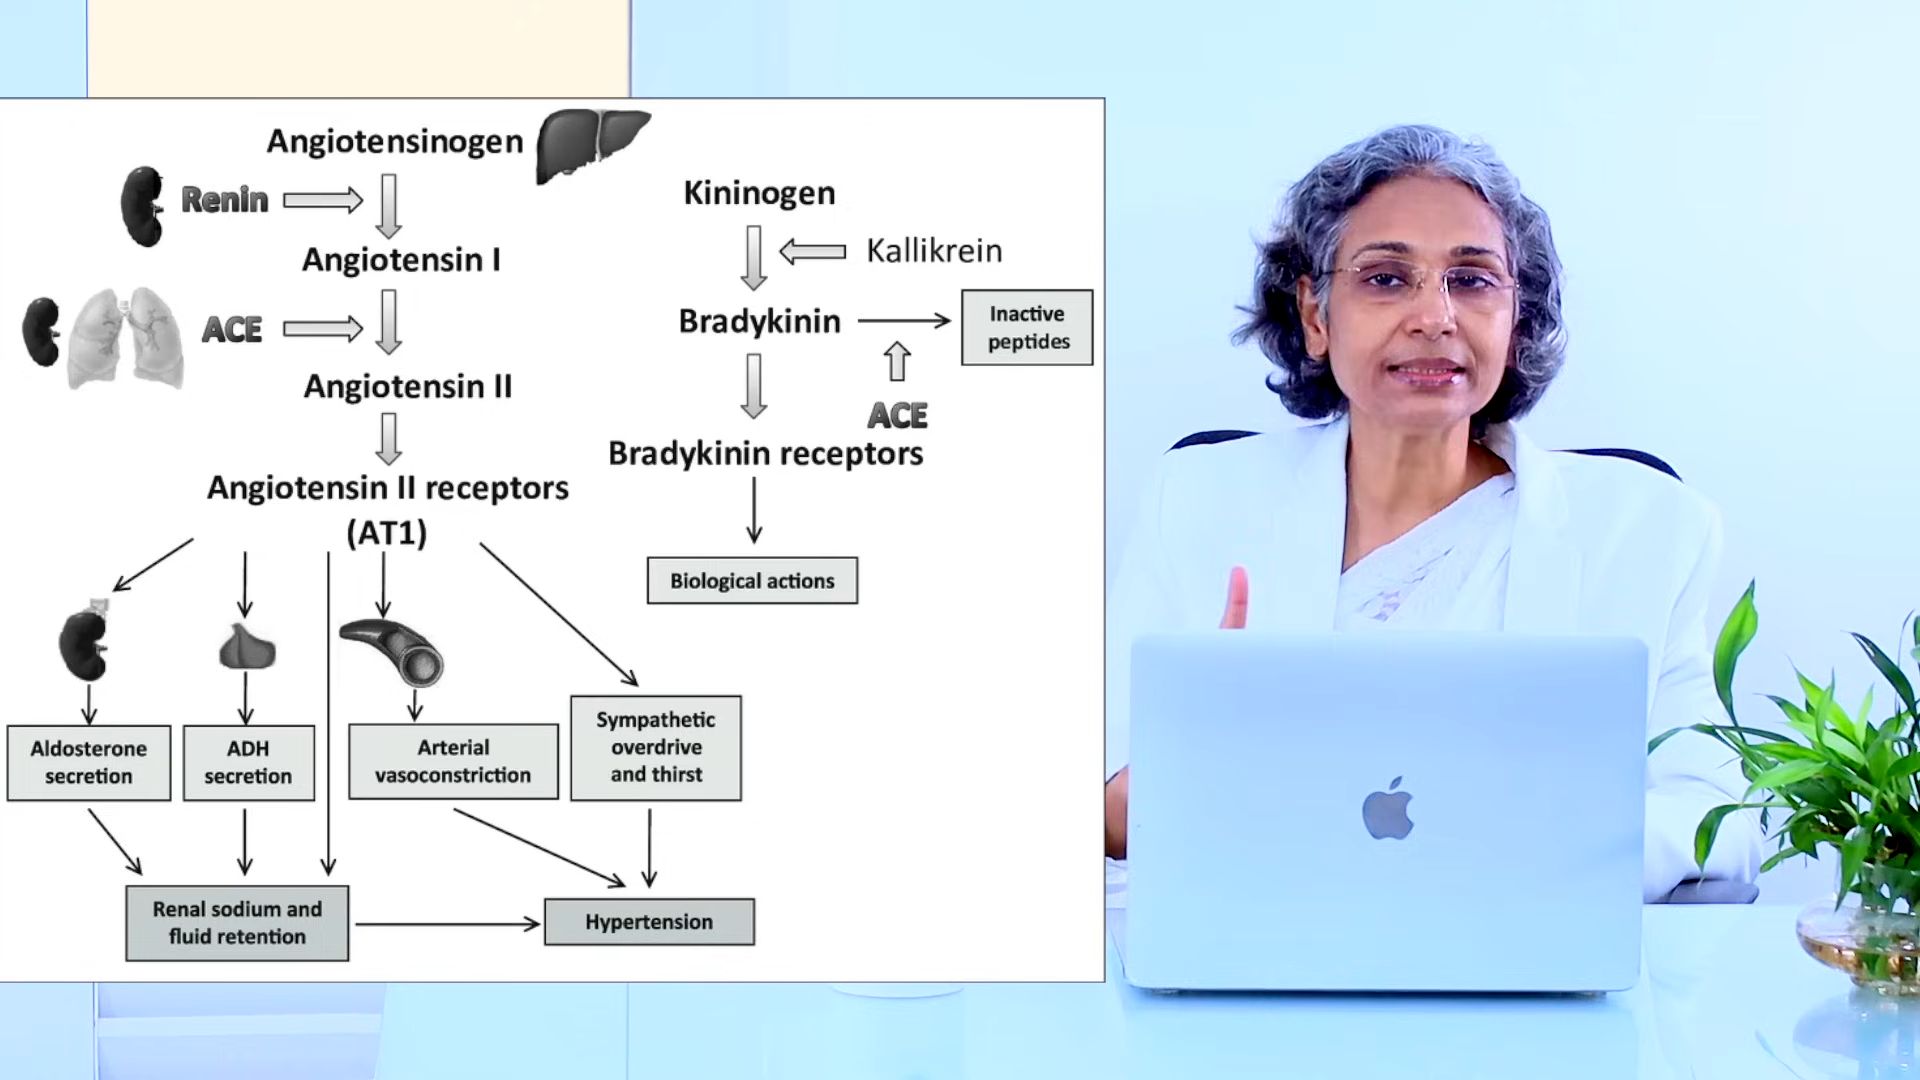 Angiotensinogen
Renin
Angiotensin I
ACE
Angiotensin II
Angiotensin II receptors
(AT1)
Aldosterone
secretion
ADH
secretion
Arterial
vasoconstriction
Sympathetic
overdrive
and thirst
Renal sodium and
fluid retention
Hypertension
Kininogen
Kallikrein
Bradykinin
Inactive
peptides
ACE
Bradykinin receptors
Biological actions